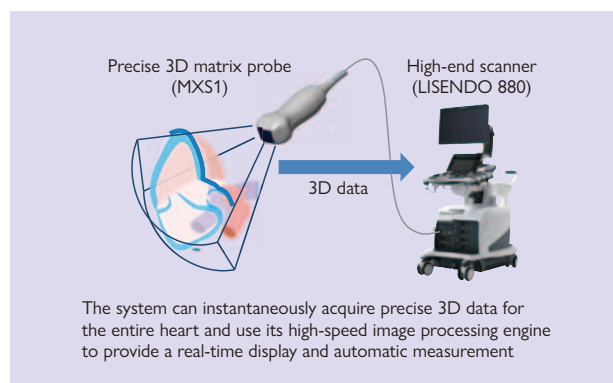 Precise 3D matrix probe
(MXS1)
High-end scanner
(LISENDO 880)
3D data
The system can instantaneously acquire precise 3D data for
the entire heart and use its high-speed image processing engine
to provide a real-time display and automatic measurement